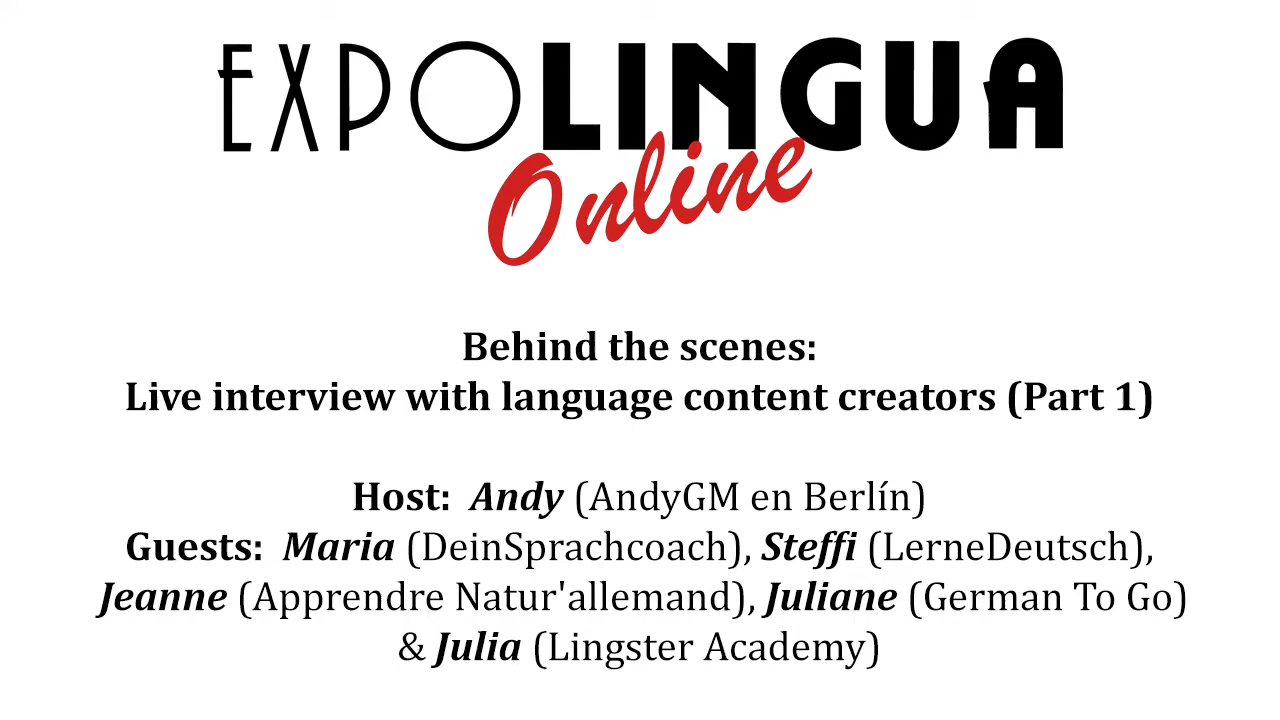 EXPOLINGUA
Online
Behind the scenes:
Live interview with language content creators (Part 1)
Host: Andy (AndyGM en Berlín)
Guests: Maria (DeinSprachcoach), Steffi (LerneDeutsch),
Jeanne (Apprendre Natur'allemand), Juliane (German To Go)
& Julia (Lingster Academy)